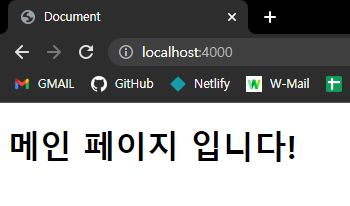 Document
localhost:4000
GMAIL GitHub Netlify W-Mail
메인 페이지 입니다!